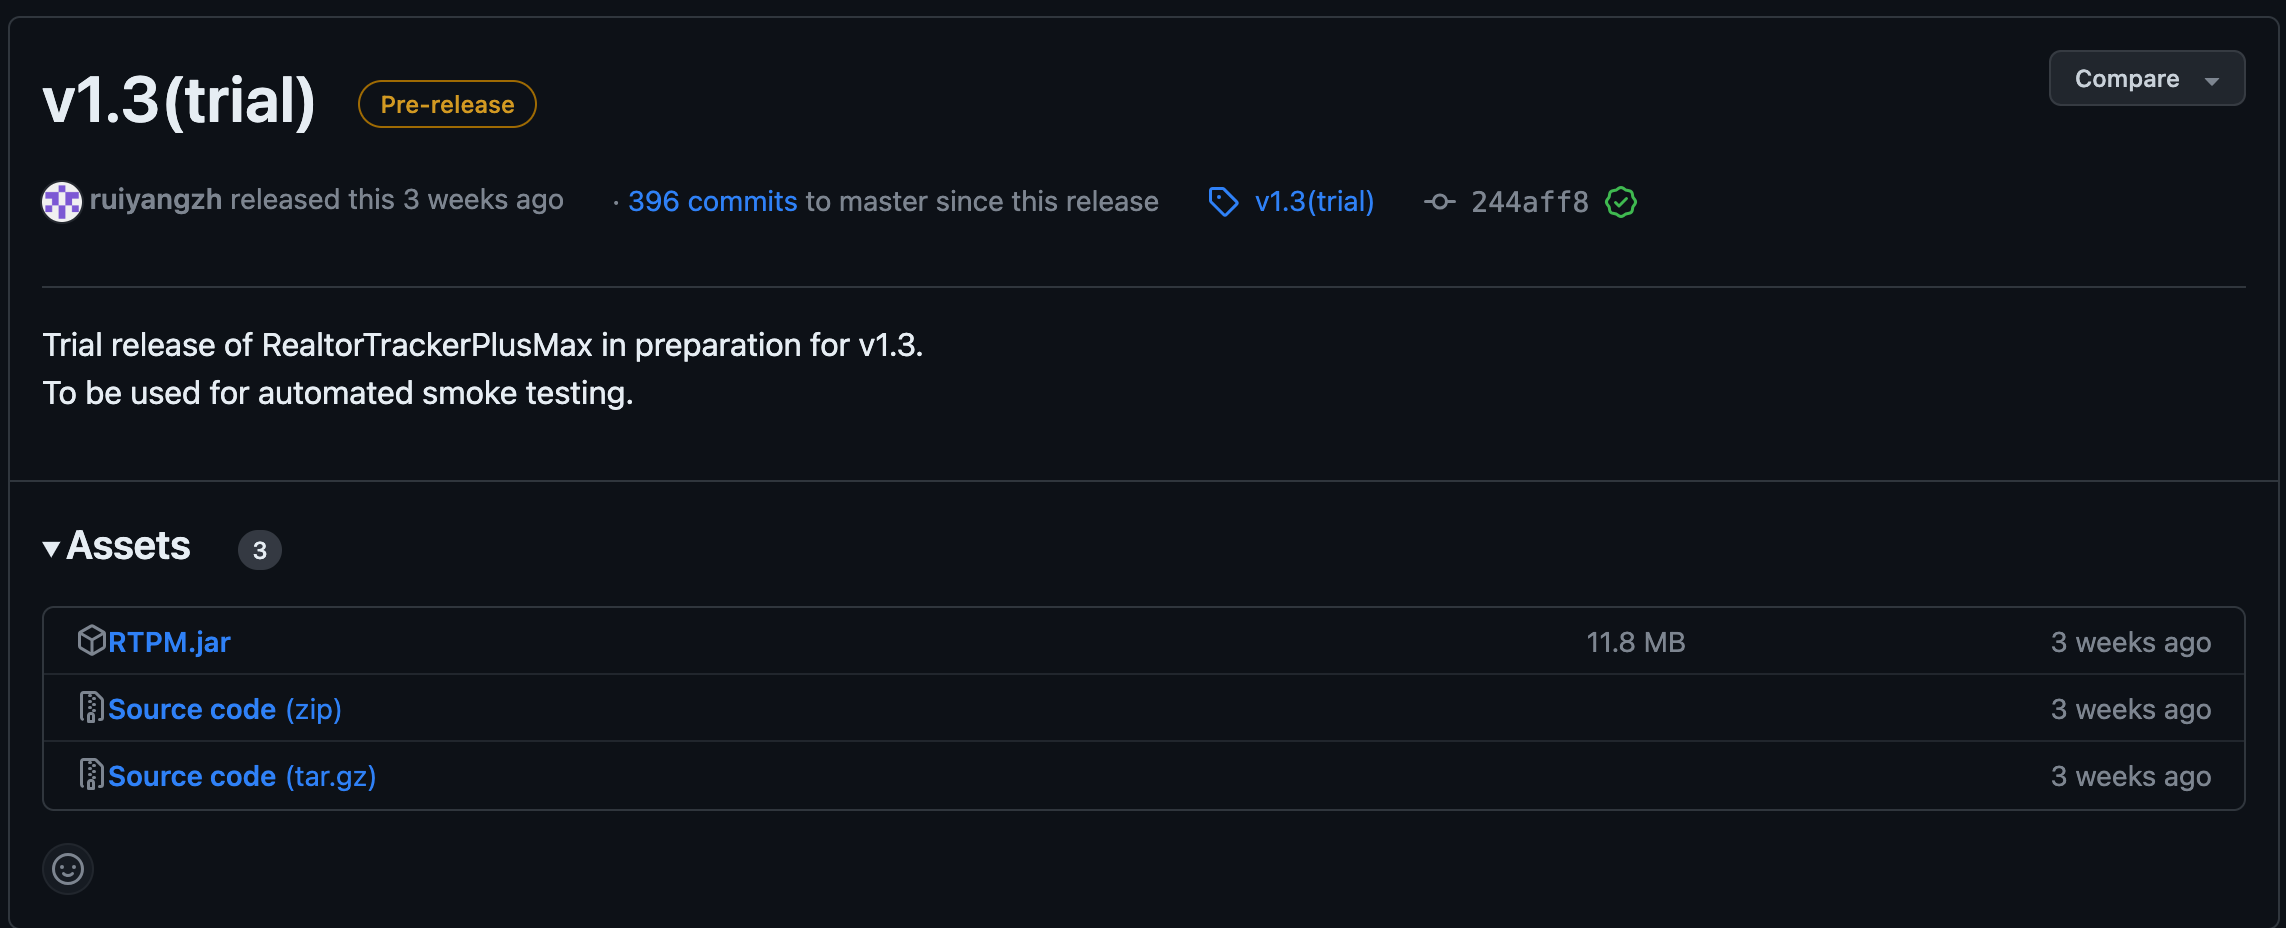 v1.3(trial) Pre-release Compare
ruiyangzh released this 3 weeks ago · 396 commits to master since this release v1.3(trial) 244aff8
Trial release of RealtorTrackerPlusMax in preparation for v1.3.
To be used for automated smoke testing.
Assets 3
RTPM.jar 11.8 MB 3 weeks ago
Source code (zip) 3 weeks ago
Source code (tar.gz) 3 weeks ago